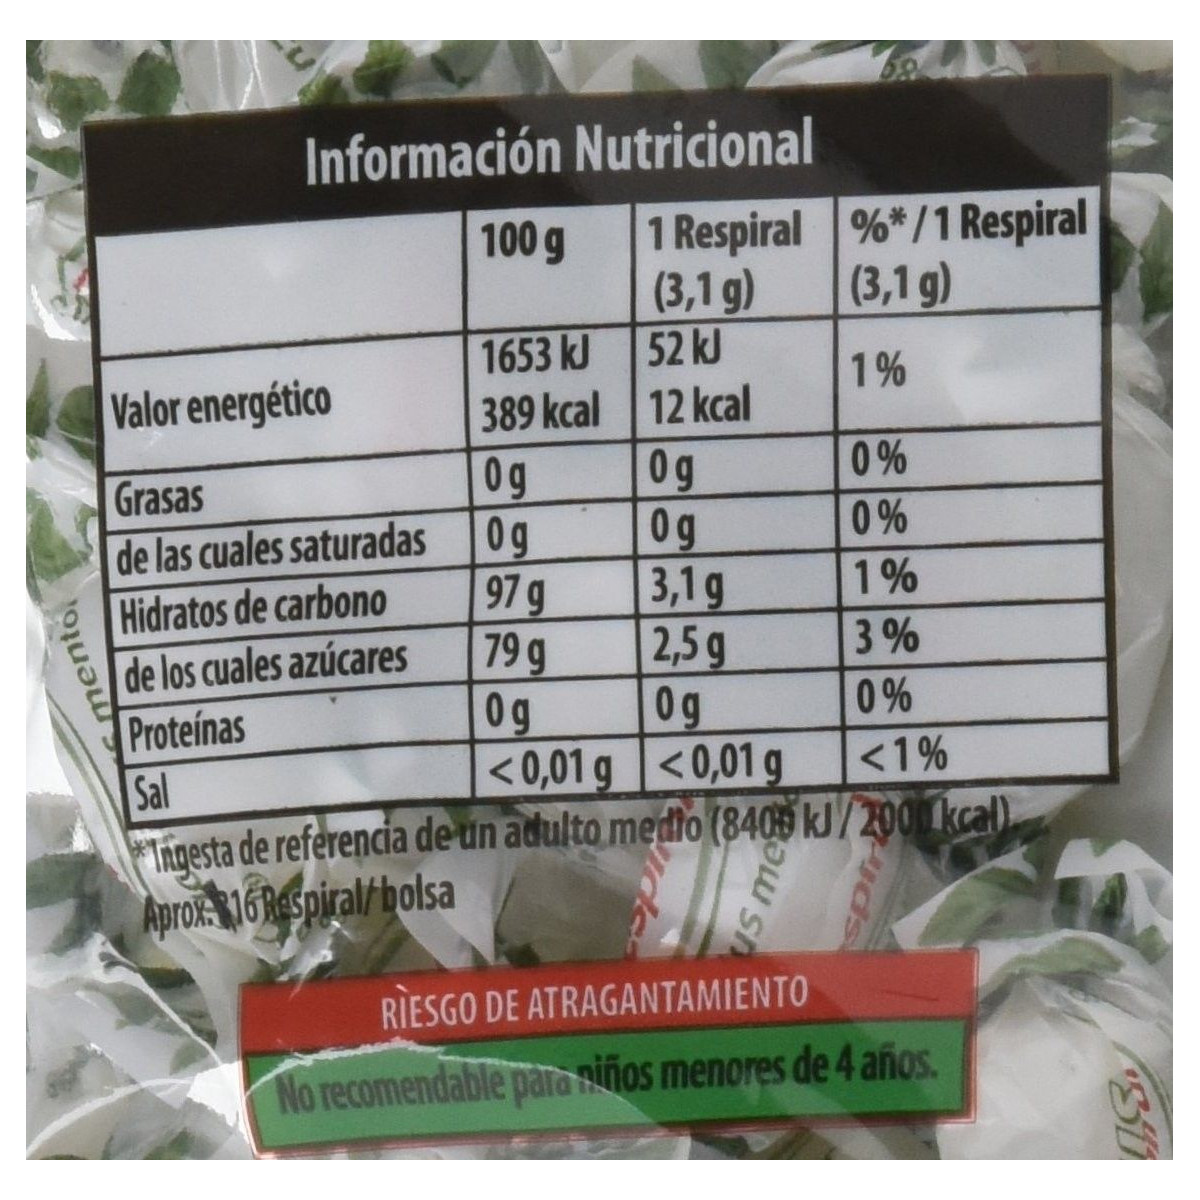 Información Nutricional
100 g 1 Respiral %* / 1 Respiral
(3,1 g) (3,1 g)
Valor energético 1653 kJ 52 kJ 1 %
389 kcal 12 kcal
Grasas 0 g 0 g 0 %
de las cuales saturadas 0 g 0 g 0 %
Hidratos de carbono 97 g 3,1 g 1 %
de los cuales azúcares 79 g 2,5 g 3 %
Proteínas 0 g 0 g 0 %
Sal < 0,01 g < 0,01 g < 1 %
*Ingesta de referencia de un adulto medio (8400 kJ / 2000 kcal).
Aprox. Respiral/ bolsa
RIESGO DE ATRAGANTAMIENTO
No recomendable para niños menores de 4 años.